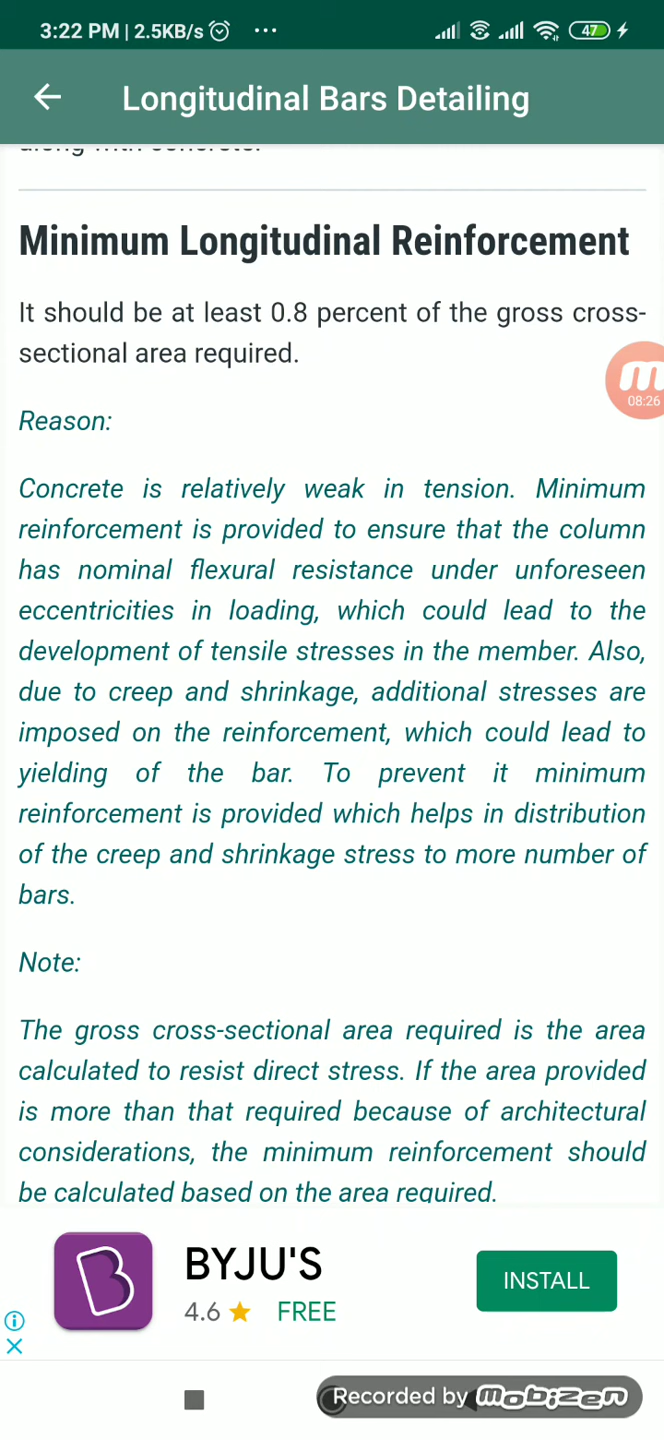 3:22 PM | 2.5KB/s
47
Longitudinal Bars Detailing
along with concrete.
Minimum Longitudinal Reinforcement
It should be at least 0.8 percent of the gross cross-
sectional area required.
08:26
Reason:
Concrete is relatively weak in tension. Minimum
reinforcement is provided to ensure that the column
has nominal flexural resistance under unforeseen
eccentricities in loading, which could lead to the
development of tensile stresses in the member. Also,
due to creep and shrinkage, additional stresses are
imposed on the reinforcement, which could lead to
yielding of the bar. To prevent it minimum
reinforcement is provided which helps in distribution
of the creep and shrinkage stress to more number of
bars.
Note:
The gross cross-sectional area required is the area
calculated to resist direct stress. If the area provided
is more than that required because of architectural
considerations, the minimum reinforcement should
be calculated based on the area required.
BYJU'S
4.6 ★ FREE
INSTALL
Recorded by mobizen